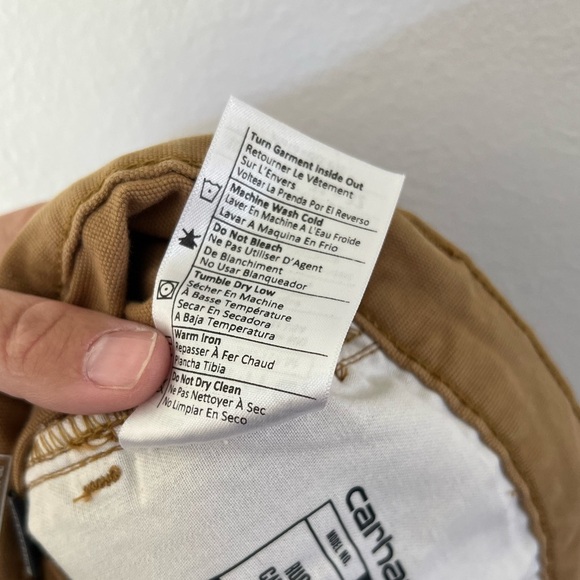 Turn Garment Inside Out
Retourner Le Vêtement
Sur L'Envers
Voltear La Prenda Por El Reverso
Machine Wash Cold
Laver En Machine A L'Eau Froide
Lavar A Maquina En Frio
Do Not Bleach
Ne Pas Utiliser D'Agent
De Blanchiment
No Usar Blanqueador
Tumble Dry Low
Sécher En Machine
À Basse Température
Secar En Secadora
A Baja Temperatura
Warm Iron
Repasser À Fer Chaud
Plancha Tibia
Do Not Dry Clean
Ne Pas Nettoyer À Sec
No Limpiar En Seco
MODEL NO.